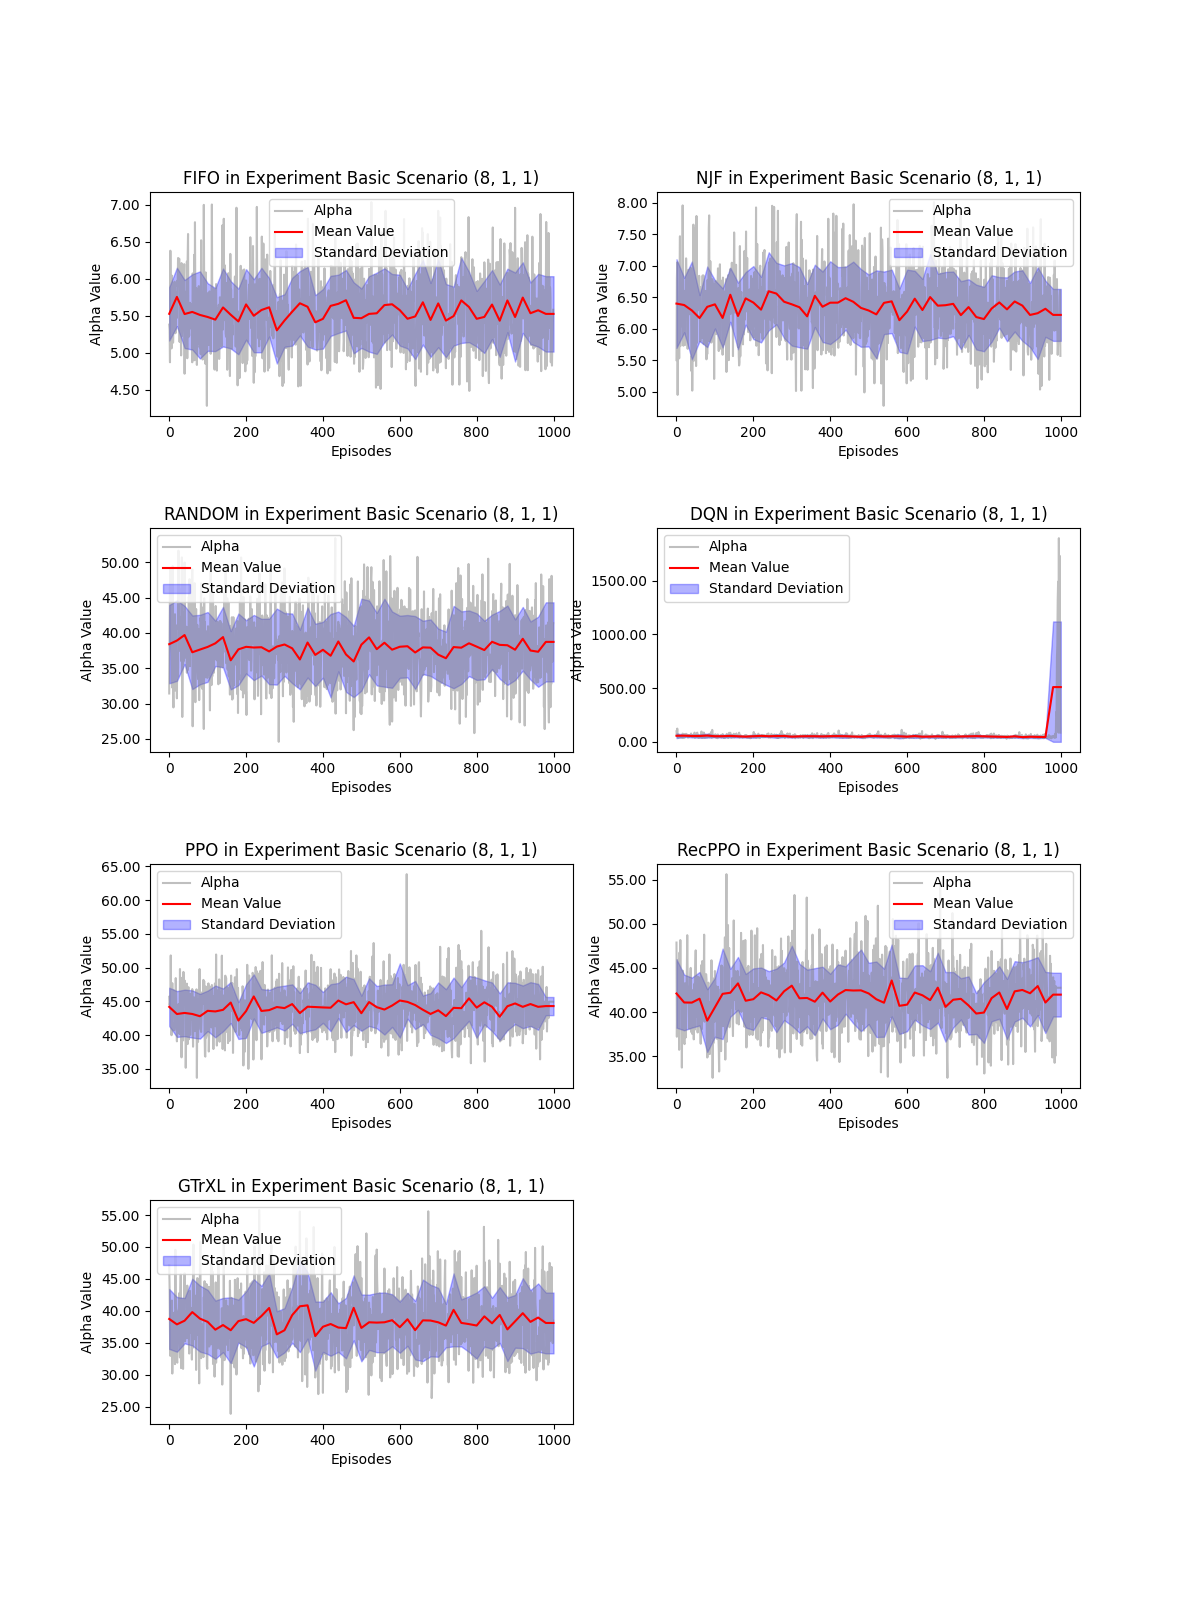 FIFO in Experiment Basic Scenario (8, 1, 1)
Alpha Value
7.00
6.50
6.00
5.50
5.00
4.50
Alpha
Mean Value
Standard Deviation
0
200
400
600
800
1000
Episodes
NJF in Experiment Basic Scenario (8, 1, 1)
Alpha Value
8.00
7.50
7.00
6.50
6.00
5.50
5.00
Alpha
Mean Value
Standard Deviation
0
200
400
600
800
1000
Episodes
RANDOM in Experiment Basic Scenario (8, 1, 1)
Alpha Value
50.00
45.00
40.00
35.00
30.00
25.00
Alpha
Mean Value
Standard Deviation
0
200
400
600
800
1000
Episodes
DQN in Experiment Basic Scenario (8, 1, 1)
Alpha Value
1500.00
1000.00
500.00
0.00
Alpha
Mean Value
Standard Deviation
0
200
400
600
800
1000
Episodes
PPO in Experiment Basic Scenario (8, 1, 1)
Alpha Value
65.00
60.00
55.00
50.00
45.00
40.00
35.00
Alpha
Mean Value
Standard Deviation
0
200
400
600
800
1000
Episodes
RecPPO in Experiment Basic Scenario (8, 1, 1)
Alpha Value
55.00
50.00
45.00
40.00
35.00
Alpha
Mean Value
Standard Deviation
0
200
400
600
800
1000
Episodes
GTrXL in Experiment Basic Scenario (8, 1, 1)
Alpha Value
55.00
50.00
45.00
40.00
35.00
30.00
25.00
Alpha
Mean Value
Standard Deviation
0
200
400
600
800
1000
Episodes